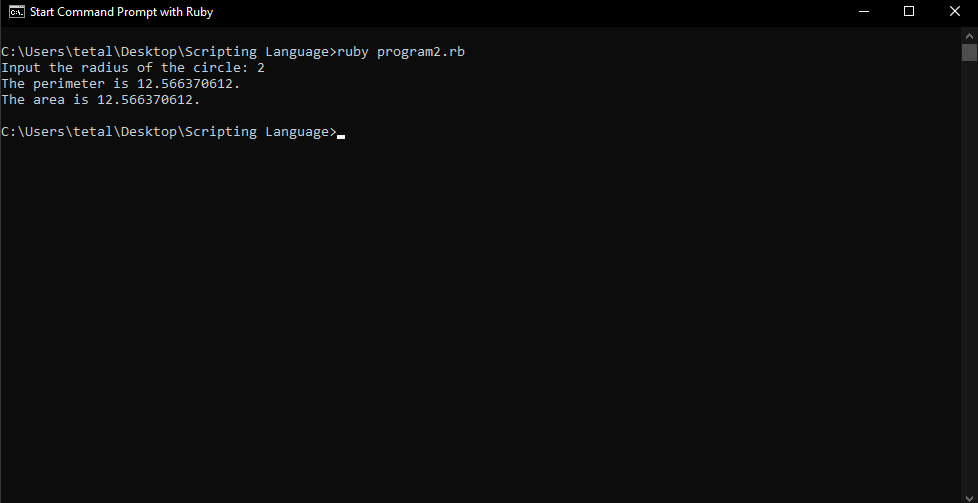 Start Command Prompt with Ruby
C:\Users\tetal\Desktop\Scripting Language>ruby program2.rb
Input the radius of the circle: 2
The perimeter is 12.566370612.
The area is 12.566370612.
C:\Users\tetal\Desktop\Scripting Language>